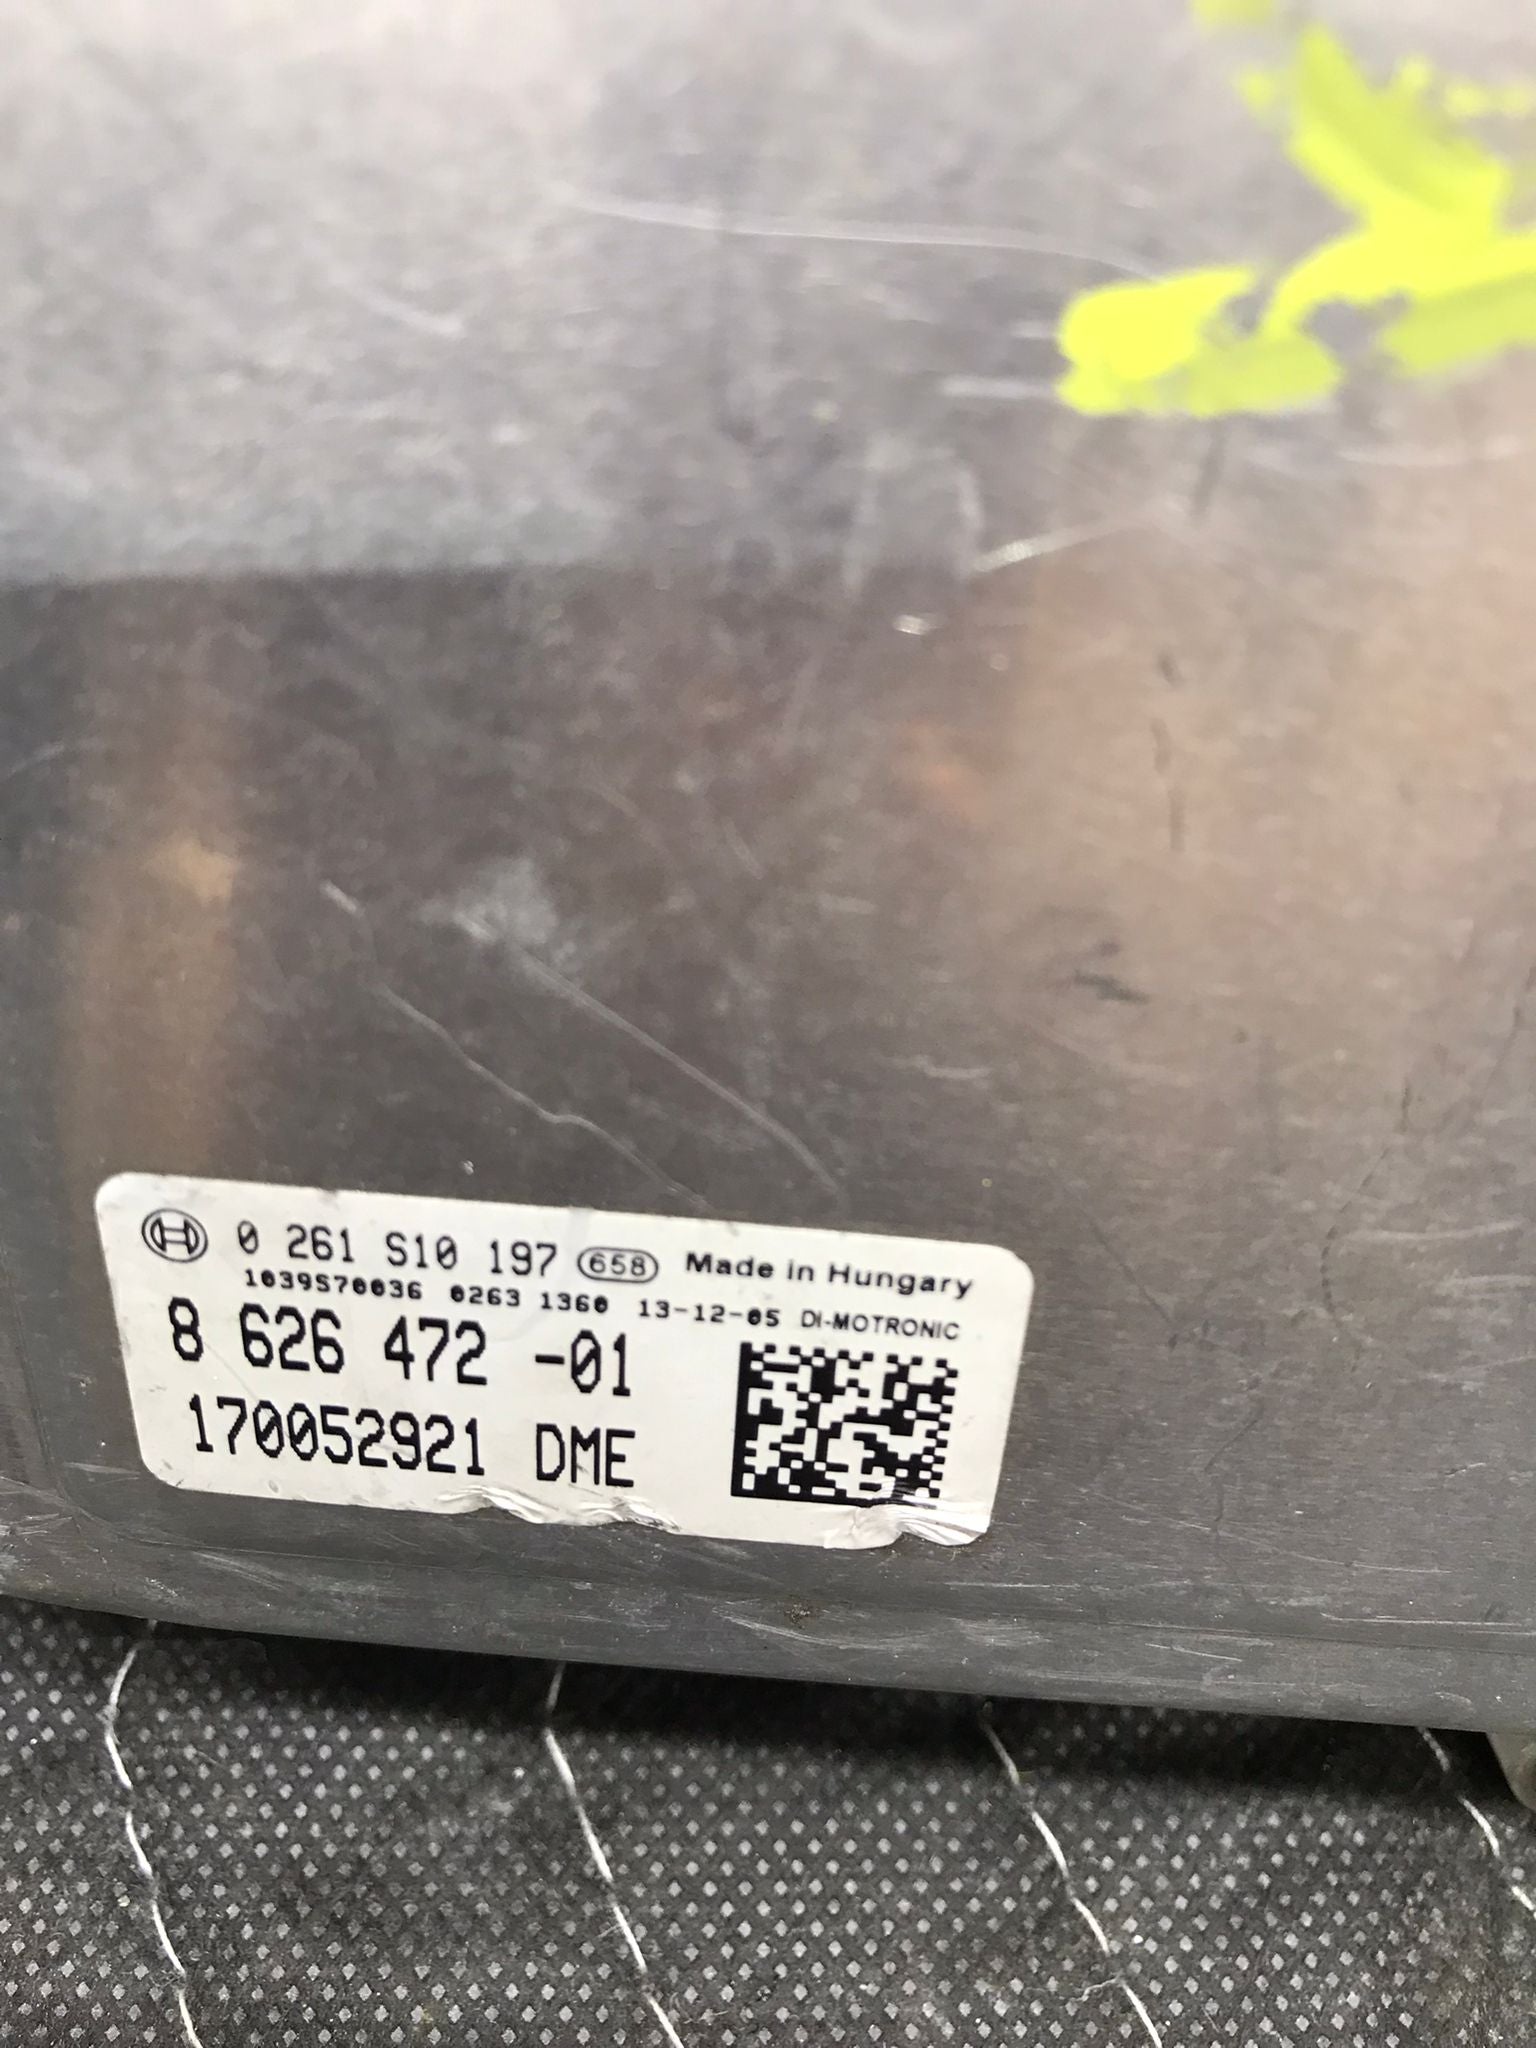 0 261 S10 197 658 Made in Hungary
1039S70036 0263 1360 13-12-05 DI-MOTRONIC
8 626 472 -01
170052921 DME